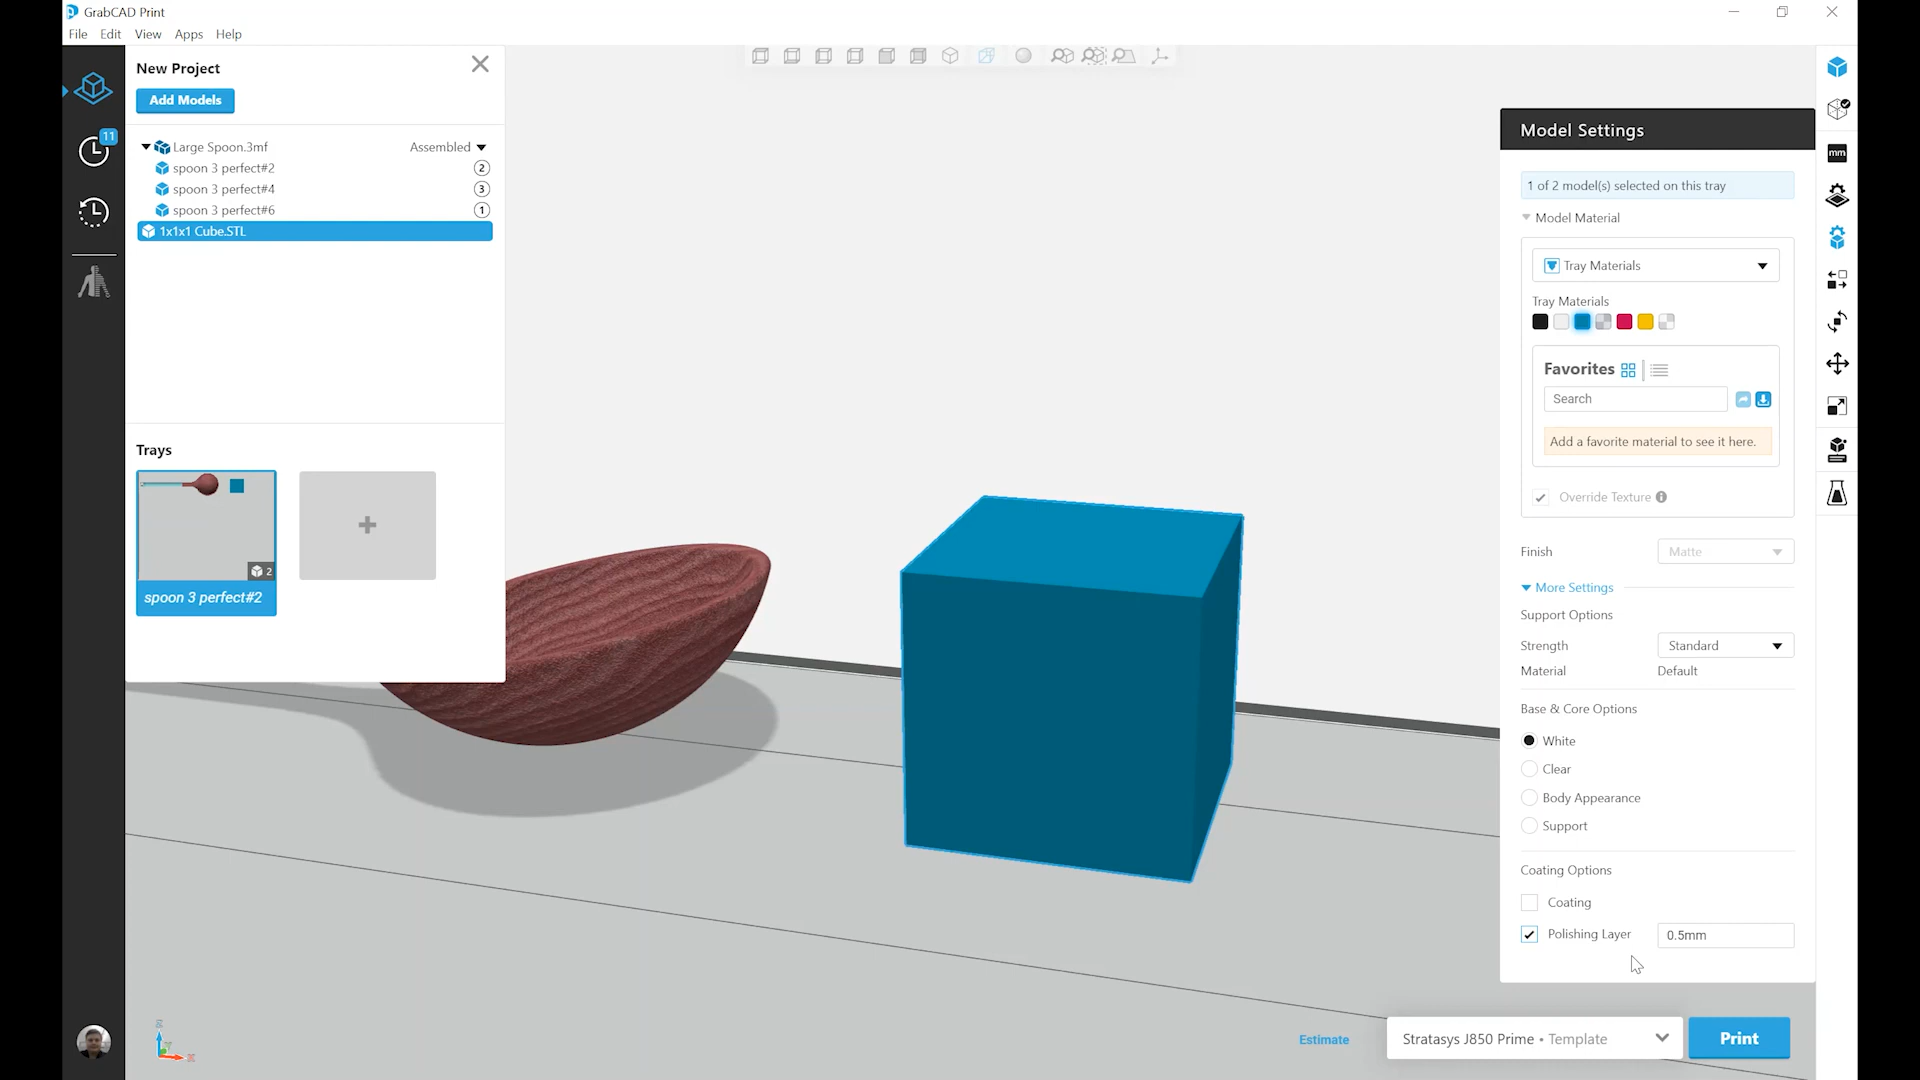 GrabCAD Print
File Edit View Apps Help
New Project
Add Models
11
Large Spoon.3mf Assembled
spoon 3 perfect#2 2
spoon 3 perfect#4 3
spoon 3 perfect#6 1
1x1x1 Cube.STL
Trays
2
spoon 3 perfect#2
Model Settings
mm
1 of 2 model(s) selected on this tray
Model Material
Tray Materials
Tray Materials
Favorites
Search
Add a favorite material to see it here.
Override Texture
Finish Matte
More Settings
Support Options
Strength Standard
Material Default
Base & Core Options
White
Clear
Body Appearance
Support
Coating Options
Coating
Polishing Layer 0.5mm
Estimate Stratasys J850 Prime • Template Print